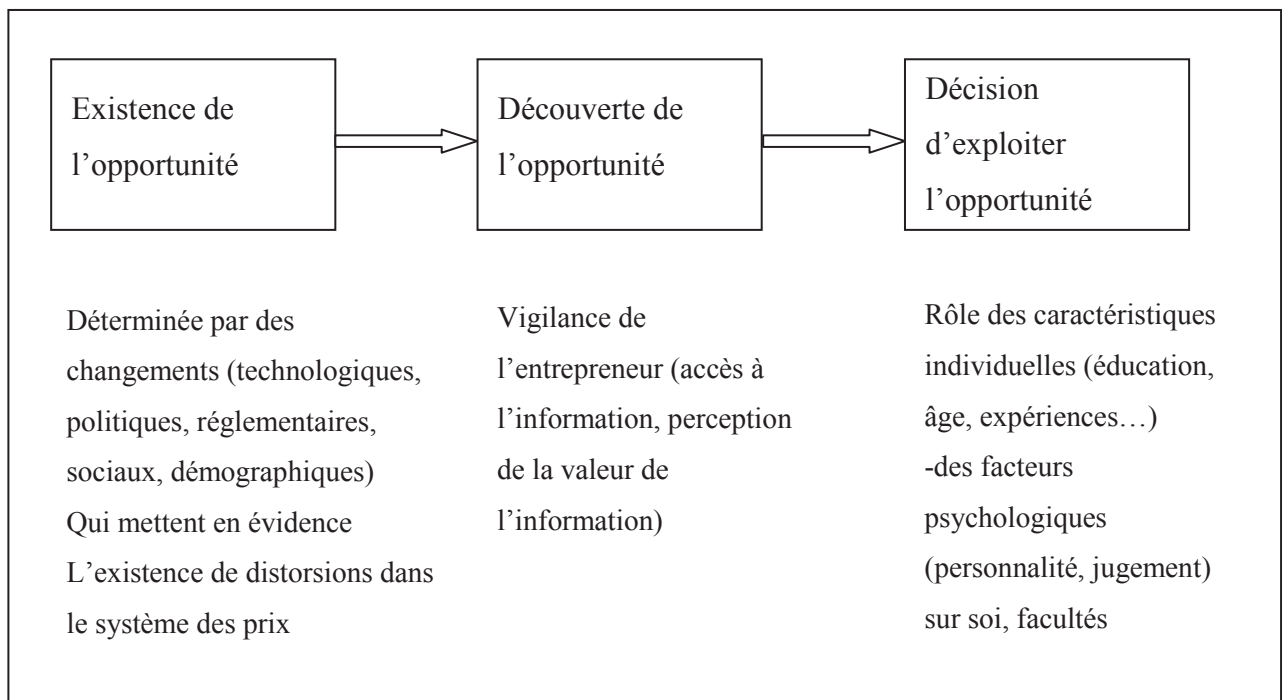 Existence de
l’opportunité
Découverte de
l’opportunité
Décision
d’exploiter
l’opportunité
Déterminée par des
changements (technologiques,
politiques, réglementaires,
sociaux, démographiques)
Qui mettent en évidence
L’existence de distorsions dans
le système des prix
Vigilance de
l’entrepreneur (accès à
l’information, perception
de la valeur de
l’information)
Rôle des caractéristiques
individuelles (éducation,
âge, expériences…)
-des facteurs
psychologiques
(personnalité, jugement)
sur soi, facultés